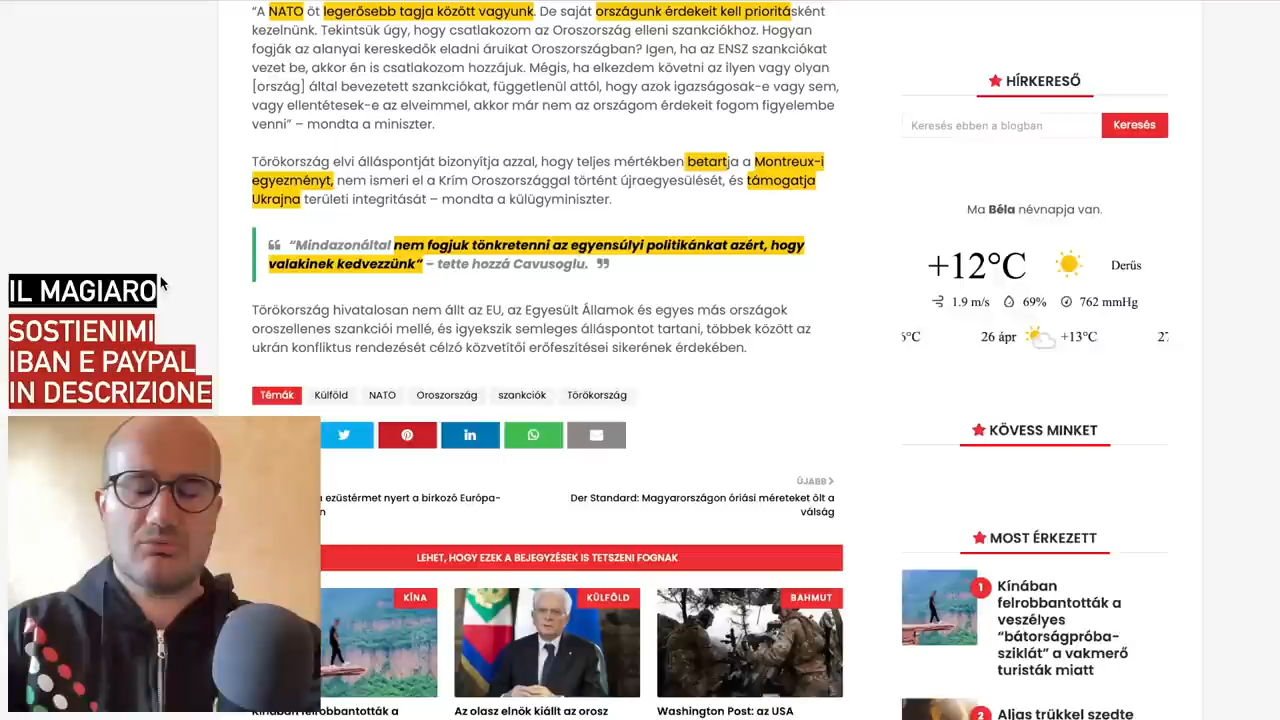 “A NATO öt legerősebb tagja között vagyunk. De saját országunk érdekeit kell prioritásként
kezelnünk. Tekintsük úgy, hogy csatlakozom az Oroszország elleni szankciókhoz. Hogyan
fogják az alanyai kereskedők eladni áruikat Oroszországban? Igen, ha az ENSZ szankciókat
vezet be, akkor én is csatlakozom hozzájuk. Mégis, ha elkezdem követni az ilyen vagy olyan
[ország] által bevezetett szankciókat, függetlenül attól, hogy azok igazságosak-e vagy sem,
vagy ellentétesek-e az elveimmel, akkor már nem az országom érdekeit fogom figyelembe
venni” – mondta a miniszter.
Törökország elvi álláspontját bizonyítja azzal, hogy teljes mértékben betartja a Montreux-i
egyezményt, nem ismeri el a Krím Oroszországgal történt újraegyesülését, és támogatja
Ukrajna területi integritását – mondta a külügyminiszter.
“Mindazonáltal nem fogjuk tönkretenni az egyensúlyi politikánkat azért, hogy
valakinek kedvezzünk” – tette hozzá Cavusoglu.
Törökország hivatalosan nem állt az EU, az Egyesült Államok és egyes más országok
oroszellenes szankciói mellé, és igyekszik semleges álláspontot tartani, többek között az
ukrán konfliktus rendezését célzó közvetítői erőfeszítései sikerének érdekében.
Témák Külföld NATO Oroszország szankciók Törökország
ÚJABB
ezüstérmet nyert a birkozó Európa-
n
Der Standard: Magyarországon óriási méreteket ölt a
válság
LEHET, HOGY EZEK A BEJEGYZÉSEK IS TETSZENI FOGNAK
KÍNA
KÜLFÖLD
BAHMUT
Kínában felrobbantották a
Az olasz elnök kiállt az orosz
Washington Post: az USA
IL MAGIARO
SOSTIENIMI
IBAN E PAYPAL
IN DESCRIZIONE
HÍRKERESŐ
Keresés ebben a blogban Keresés
Ma Béla névnapja van.
+12°C Derűs
1.9 m/s 69% 762 mmHg
5°C 26 ápr +13°C 27
KÖVESS MINKET
MOST ÉRKEZETT
1 Kínában
felrobbantották a
veszélyes
“bátorságpróba-
sziklát” a vakmerő
turisták miatt
2 Aljas trükkel szedte